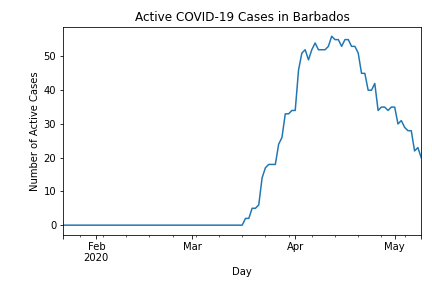 Active COVID-19 Cases in Barbados
Number of Active Cases
50
40
30
20
10
0
Feb
2020
Mar
Apr
May
Day